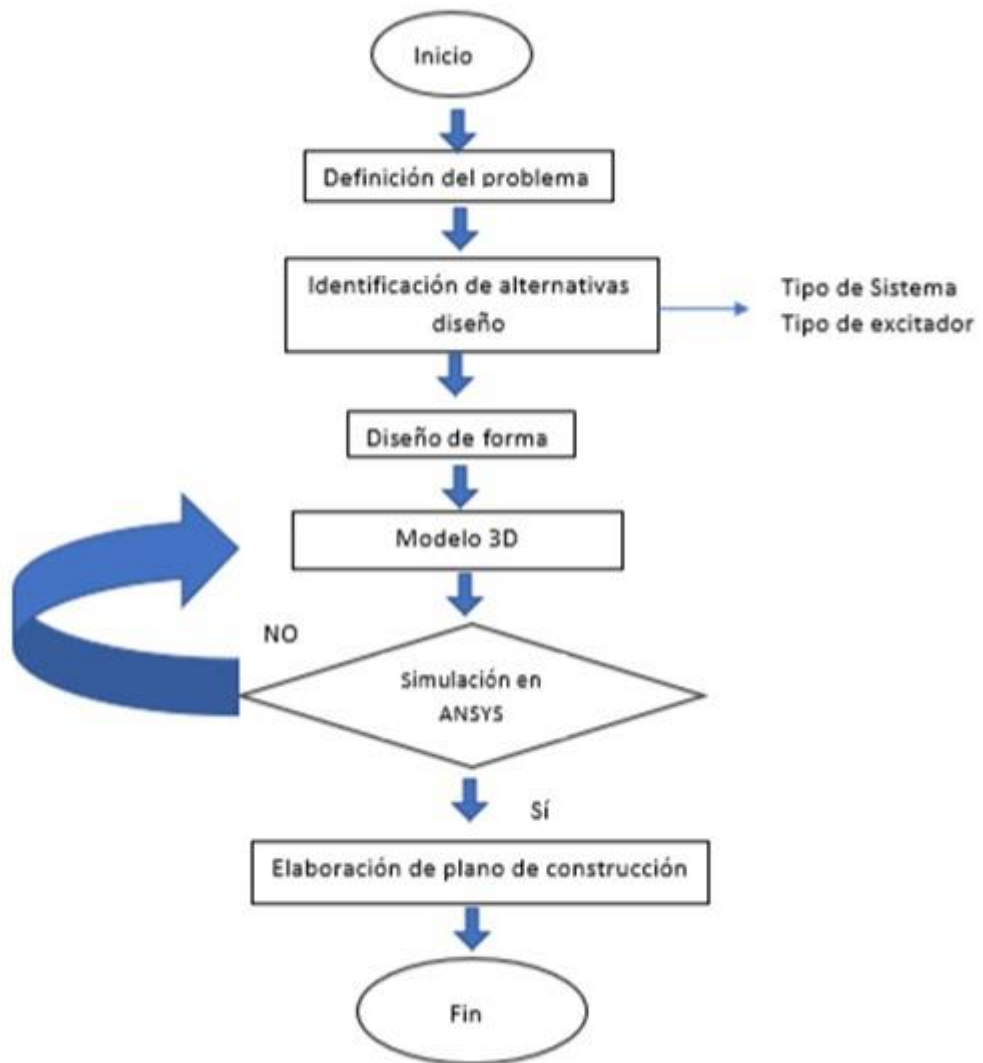 Inicio
Definición del problema
Identificación de alternativas
diseño
Tipo de Sistema
Tipo de excitador
Diseño de forma
Modelo 3D
NO
Simulación en
ANSYS
Sí
Elaboración de plano de construcción
Fin